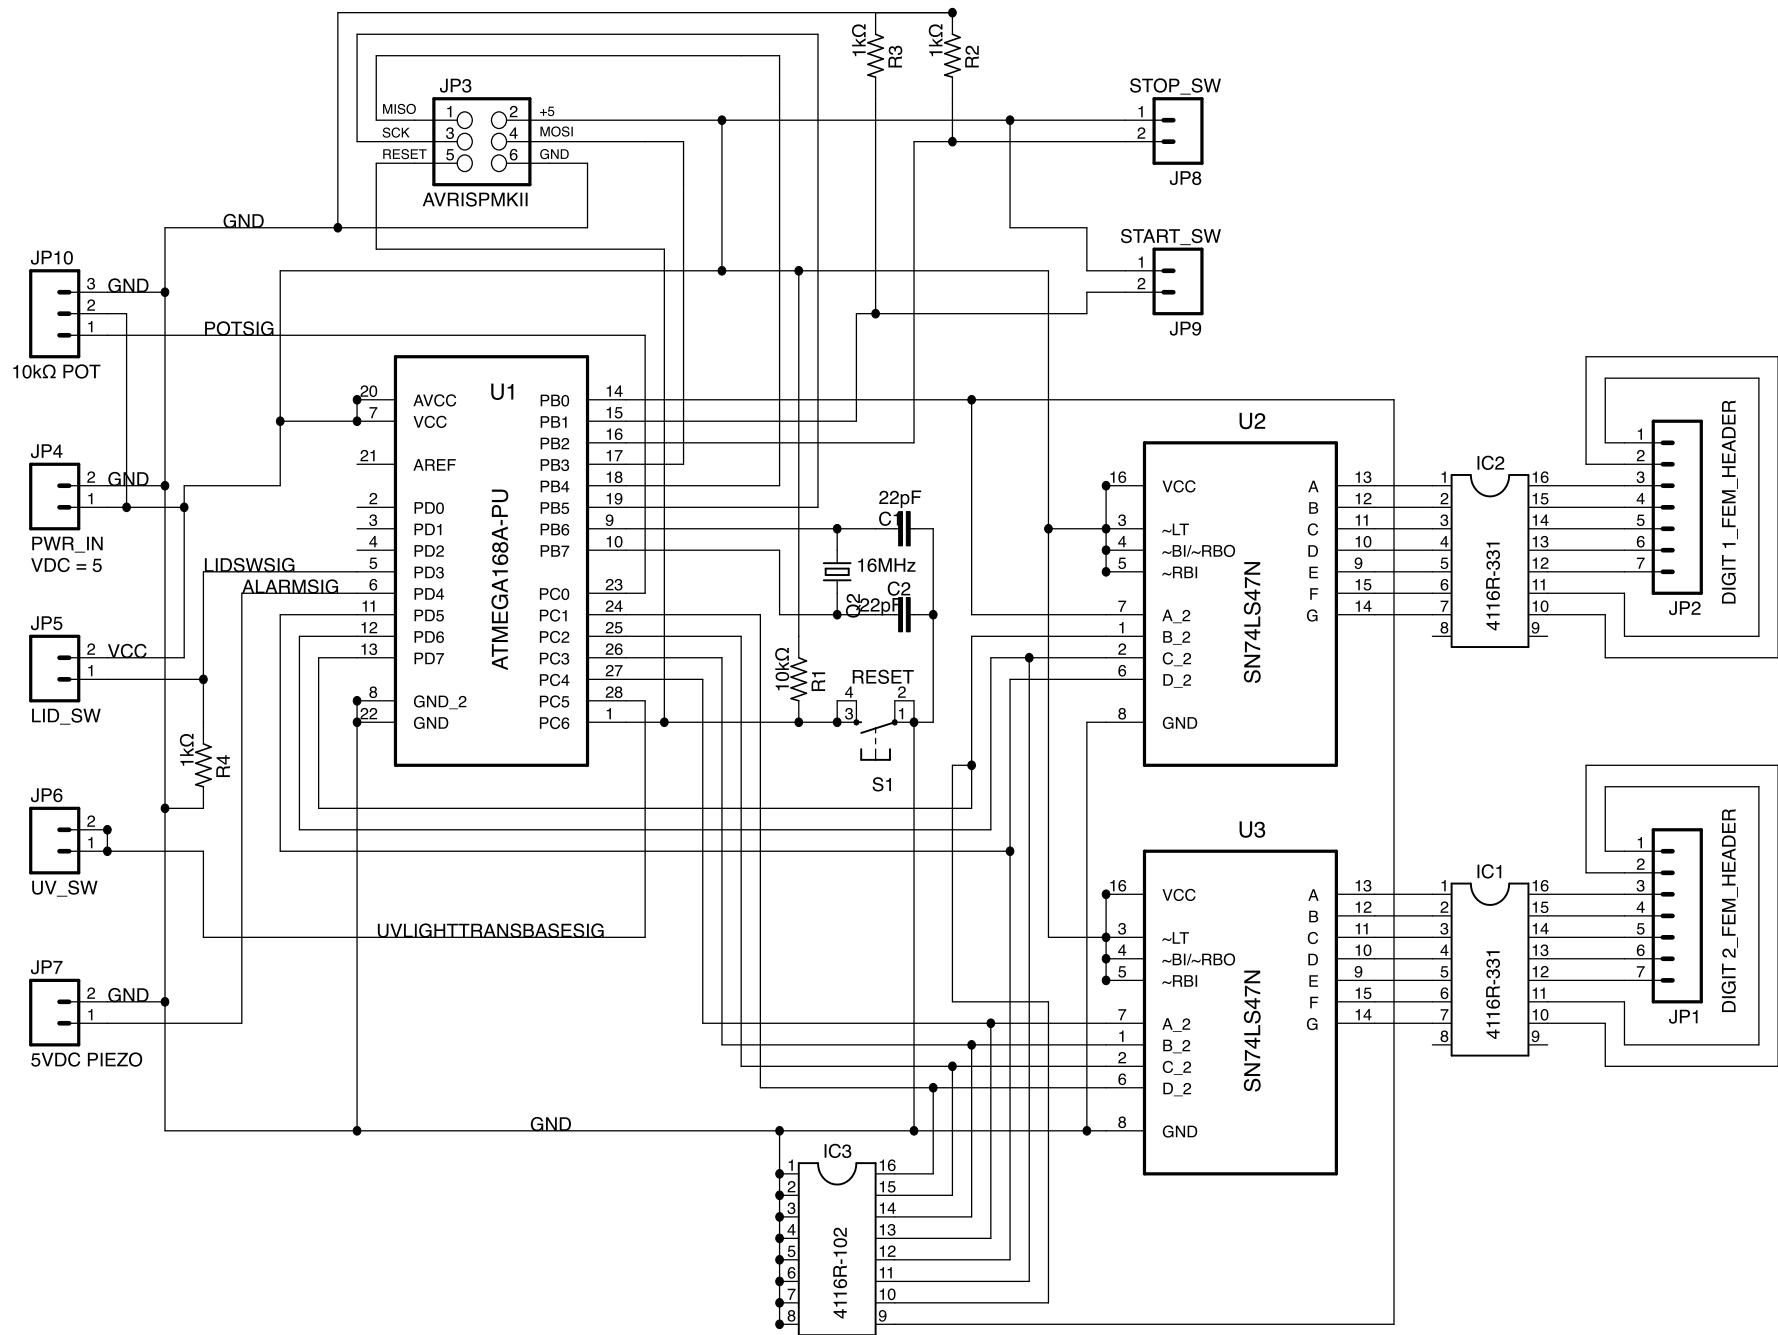 1kΩ
R3
1kΩ
R2
JP3
MISO 1 2 +5
SCK 3 4 MOSI
RESET 5 6 GND
AVRISPMKII
STOP_SW
1
2
JP8
START_SW
1
2
JP9
GND
JP10
3 GND
2
1 POTSIG
10kΩ POT
JP4
2 GND
1
PWR_IN
VDC = 5
LIDSWSIG
ALARMSIG
JP5
2 VCC
1
LID_SW
1kΩ
R4
JP6
2
1
UV_SW
UVLIGHTTRANSBASESIG
JP7
2 GND
1
5VDC PIEZO
GND
U1
ATMEGA168A-PU
20 AVCC
7 VCC
21 AREF
2 PD0
3 PD1
4 PD2
5 PD3
6 PD4
11 PD5
12 PD6
13 PD7
8 GND_2
22 GND
PB0 14
PB1 15
PB2 16
PB3 17
PB4 18
PB5 19
PB6 9
PB7 10
PC0 23
PC1 24
PC2 25
PC3 26
PC4 27
PC5 28
PC6 1
22pF
C1
16MHz
Q2
C2
22pF
10kΩ
R1
RESET
4 2
3 1
S1
U2
SN74LS47N
16 VCC
3 ~LT
4 ~BI/~RBO
5 ~RBI
7 A_2
1 B_2
2 C_2
6 D_2
8 GND
A 13
B 12
C 11
D 10
E 9
F 15
G 14
IC2
4116R-331
1 16
2 15
3 14
4 13
5 12
6 11
7 10
8 9
1
2
3
4
5
6
7
JP2
DIGIT 1_FEM_HEADER
U3
SN74LS47N
16 VCC
3 ~LT
4 ~BI/~RBO
5 ~RBI
7 A_2
1 B_2
2 C_2
6 D_2
8 GND
A 13
B 12
C 11
D 10
E 9
F 15
G 14
IC1
4116R-331
1 16
2 15
3 14
4 13
5 12
6 11
7 10
8 9
1
2
3
4
5
6
7
JP1
DIGIT 2_FEM_HEADER
IC3
4116R-102
1 16
2 15
3 14
4 13
5 12
6 11
7 10
8 9